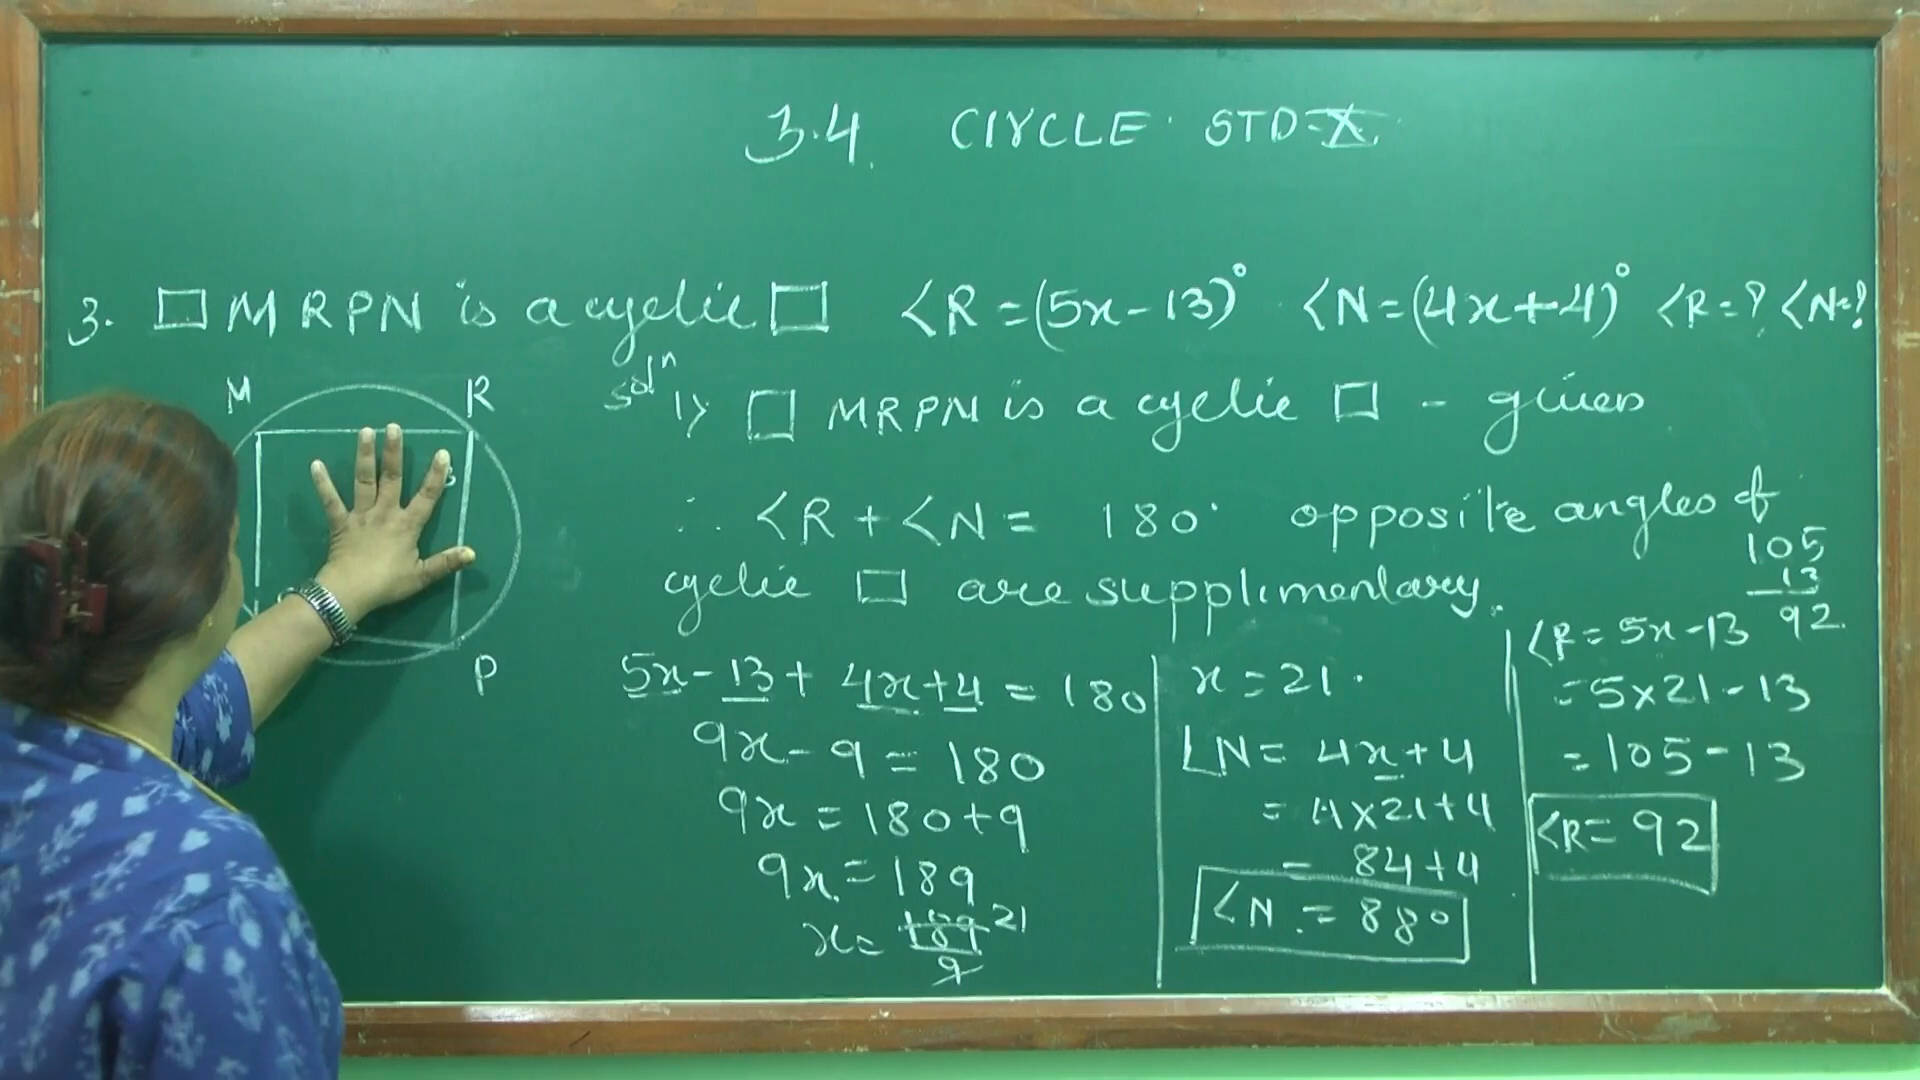 3.4 CIRCLE STD-X
3. □ MRPN is a cyclic □ <R = (5x-13)° <N = (4x+4)° <R=? <N=?
M R
P
Soln 1> □ MRPN is a cyclic □ - given
∴ <R + <N = 180° opposite angles of
cyclic □ are supplimentary.
5x - 13 + 4x + 4 = 180
9x - 9 = 180
9x = 180 + 9
9x = 189
x = 189/9 21
x = 21.
∠N = 4x + 4
= 4 x 21 + 4
= 84 + 4
<N = 88°
105
13
92
<R = 5x - 13
= 5 x 21 - 13
= 105 - 13
<R = 92